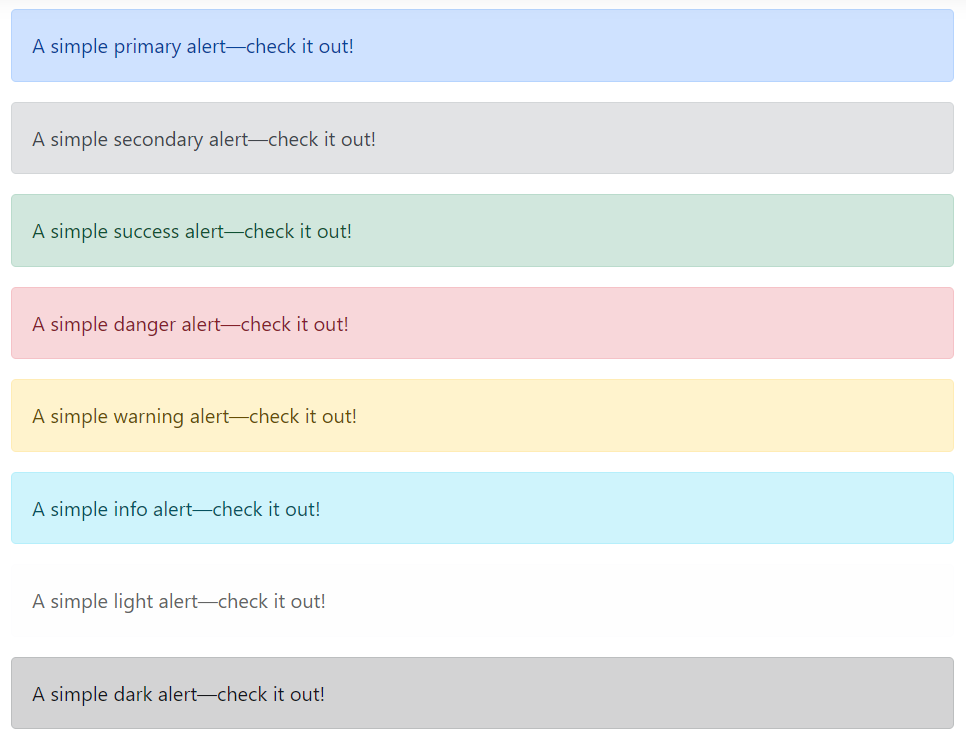 A simple primary alert—check it out!
A simple secondary alert—check it out!
A simple success alert—check it out!
A simple danger alert—check it out!
A simple warning alert—check it out!
A simple info alert—check it out!
A simple light alert—check it out!
A simple dark alert—check it out!